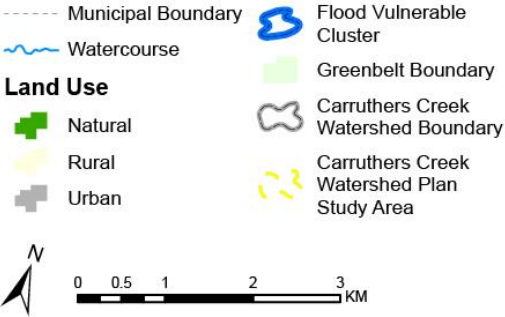 Municipal Boundary
Watercourse
Land Use
Natural
Rural
Urban
Flood Vulnerable
Cluster
Greenbelt Boundary
Carruthers Creek
Watershed Boundary
Carruthers Creek
Watershed Plan
Study Area
N
0 0.5 1 2 3
KM